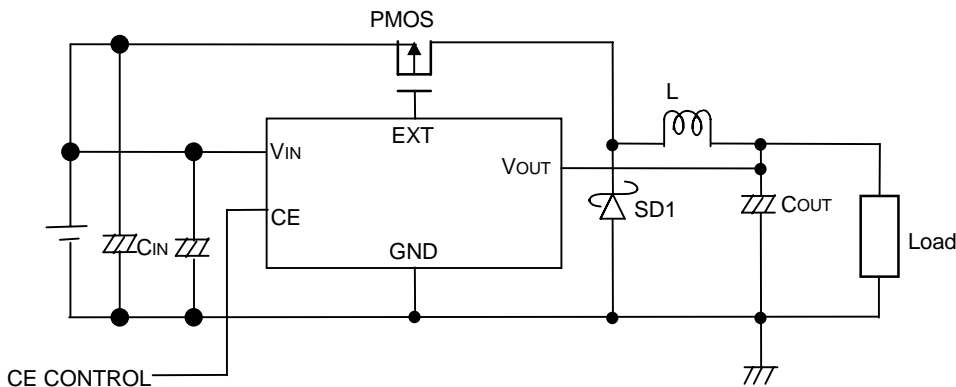 PMOS
L
EXT
VIN
VOUT
CE
SD1
COUT
CIN
GND
Load
CE CONTROL